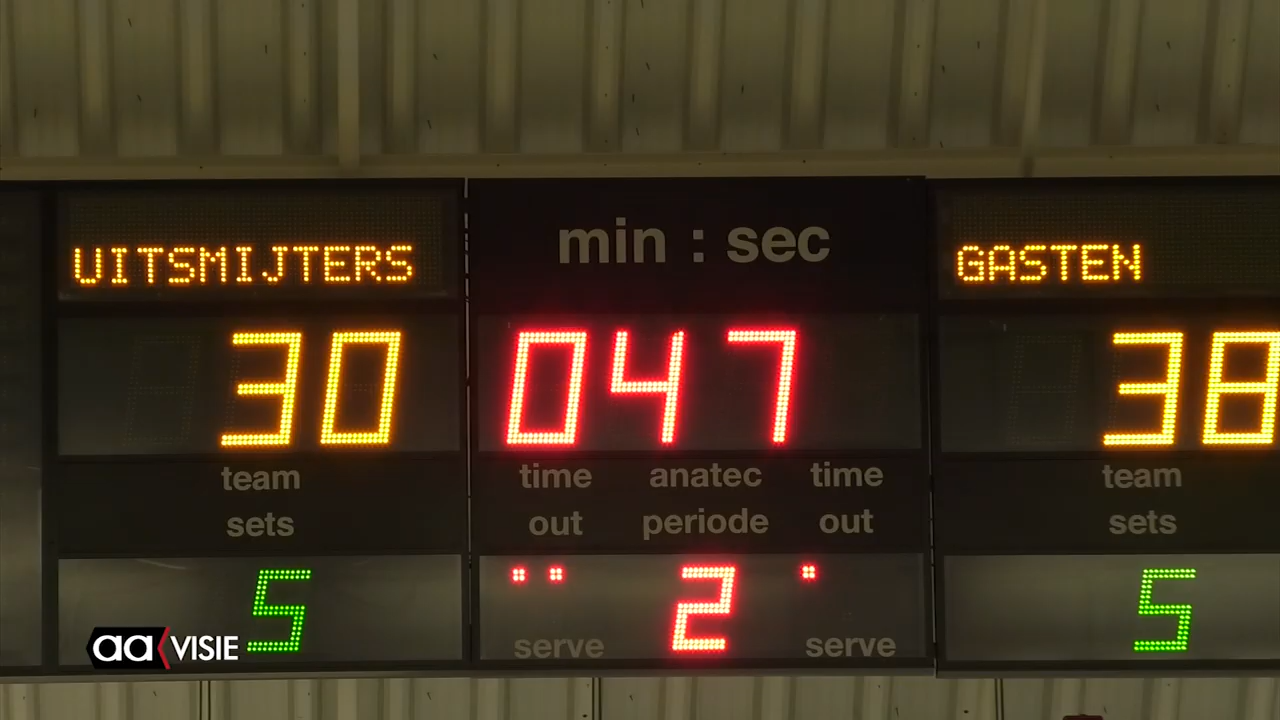 UITSMIJTERS
min : sec
GASTEN
30
047
38
team
time
anatec
time
team
sets
out
periode
out
sets
5
2
5
serve
serve
aa VISIE